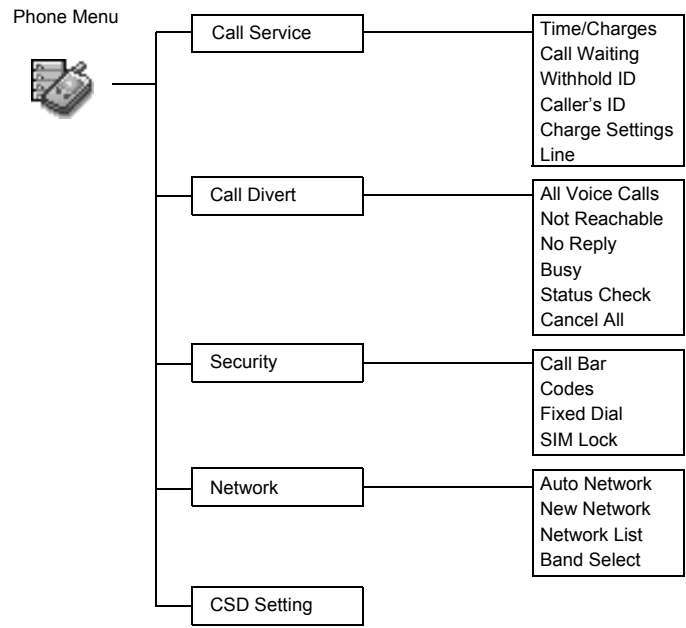 Phone Menu
Call Service
Time/Charges
Call Waiting
Withhold ID
Caller's ID
Charge Settings
Line
Call Divert
All Voice Calls
Not Reachable
No Reply
Busy
Status Check
Cancel All
Security
Call Bar
Codes
Fixed Dial
SIM Lock
Network
Auto Network
New Network
Network List
Band Select
CSD Setting